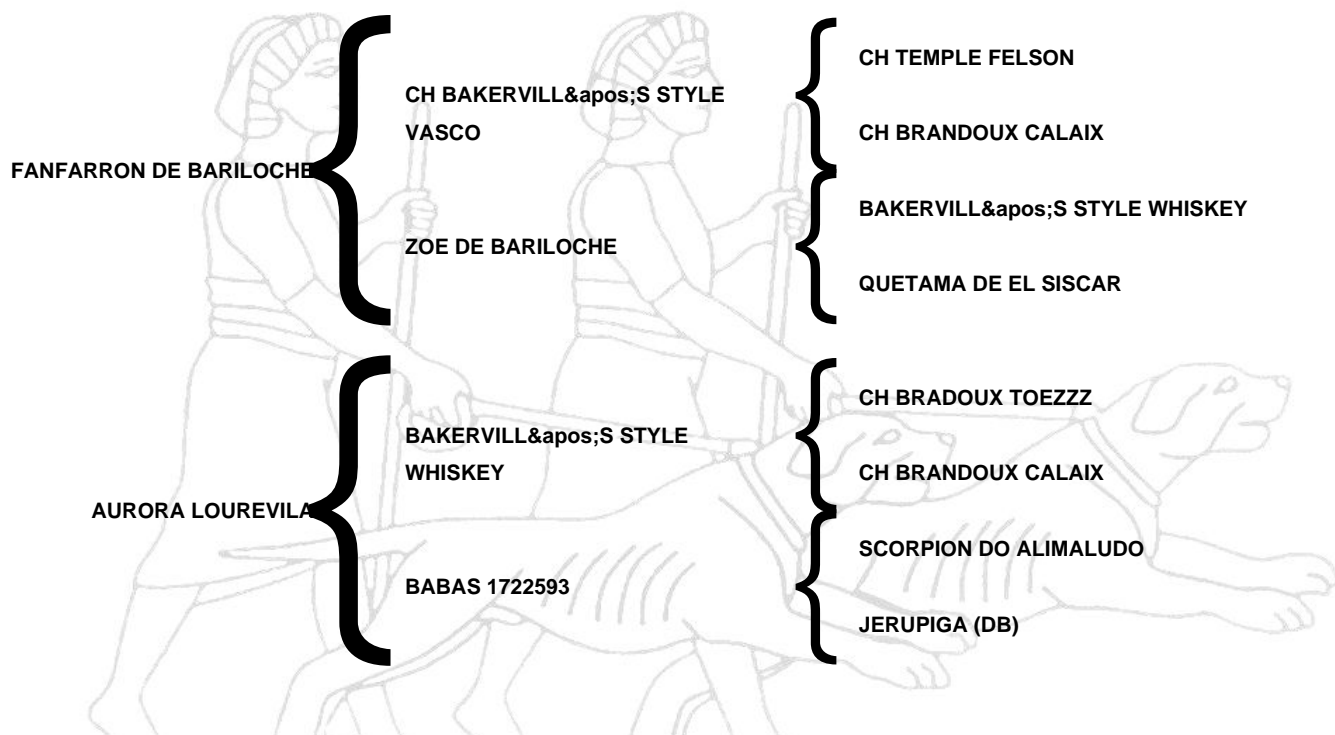 CH TEMPLE FELSON
CH BAKERVILL&apos;S STYLE
VASCO
CH BRANDOUX CALAIX
FANFARRON DE BARILOCHE
BAKERVILL&apos;S STYLE WHISKEY
ZOE DE BARILOCHE
QUETAMA DE EL SISCAR
CH BRADOUX TOEZZZ
BAKERVILL&apos;S STYLE
WHISKEY
CH BRANDOUX CALAIX
AURORA LOUREVILA
SCORPION DO ALIMALUDO
BABAS 1722593
JERUPIGA (DB)